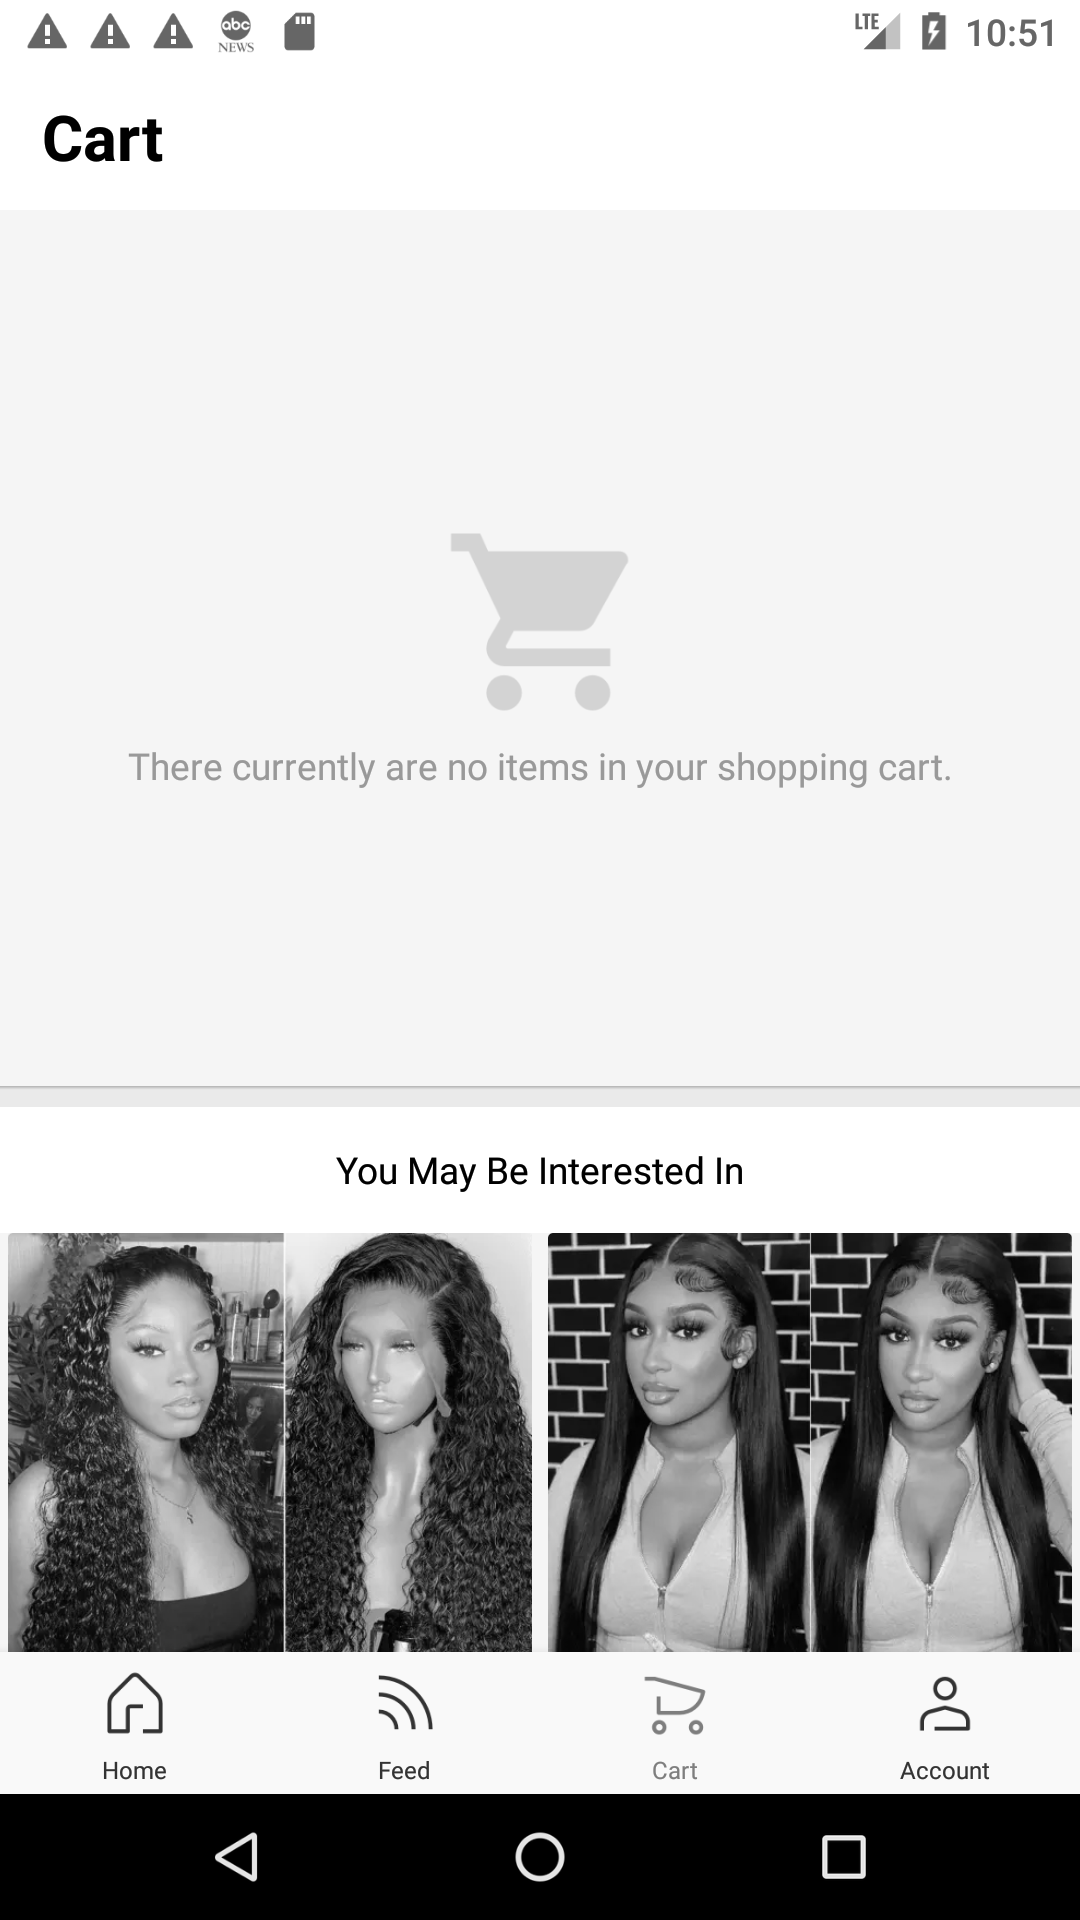 abc
NEWS
LTE
10:51
Cart
There currently are no items in your shopping cart.
You May Be Interested In
Home
Feed
Cart
Account